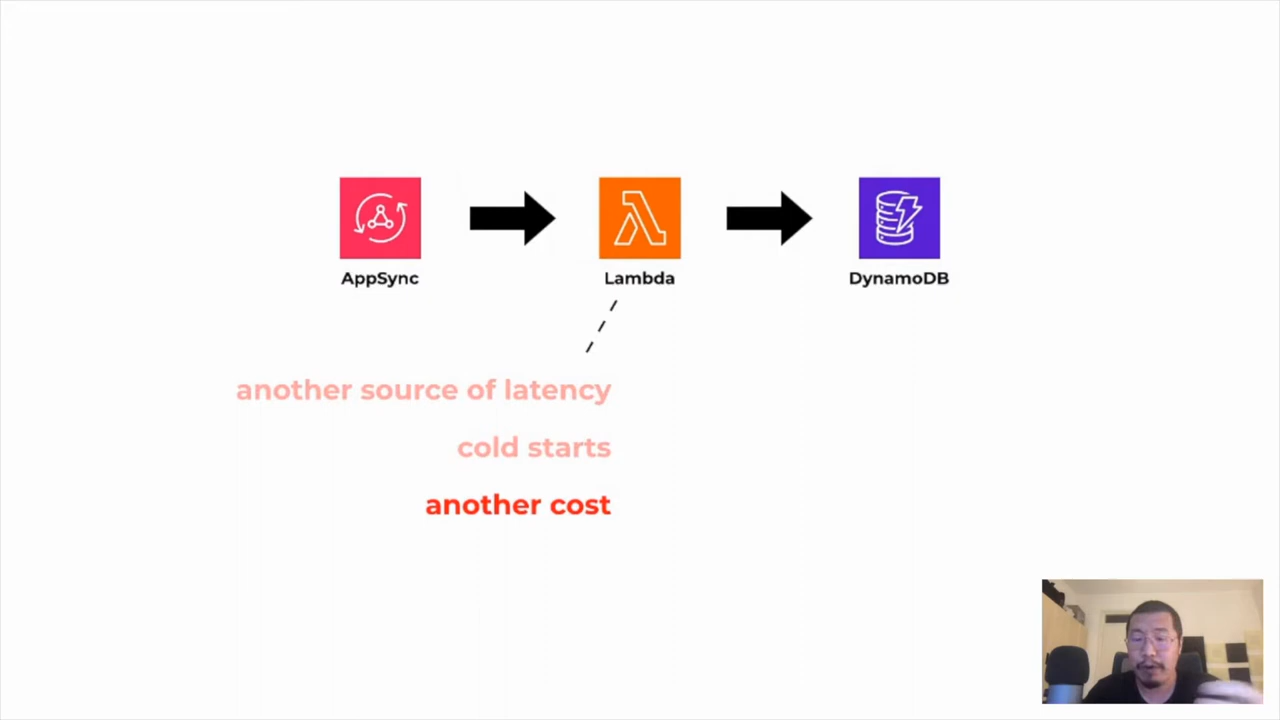 AppSync
Lambda
DynamoDB
another source of latency
cold starts
another cost